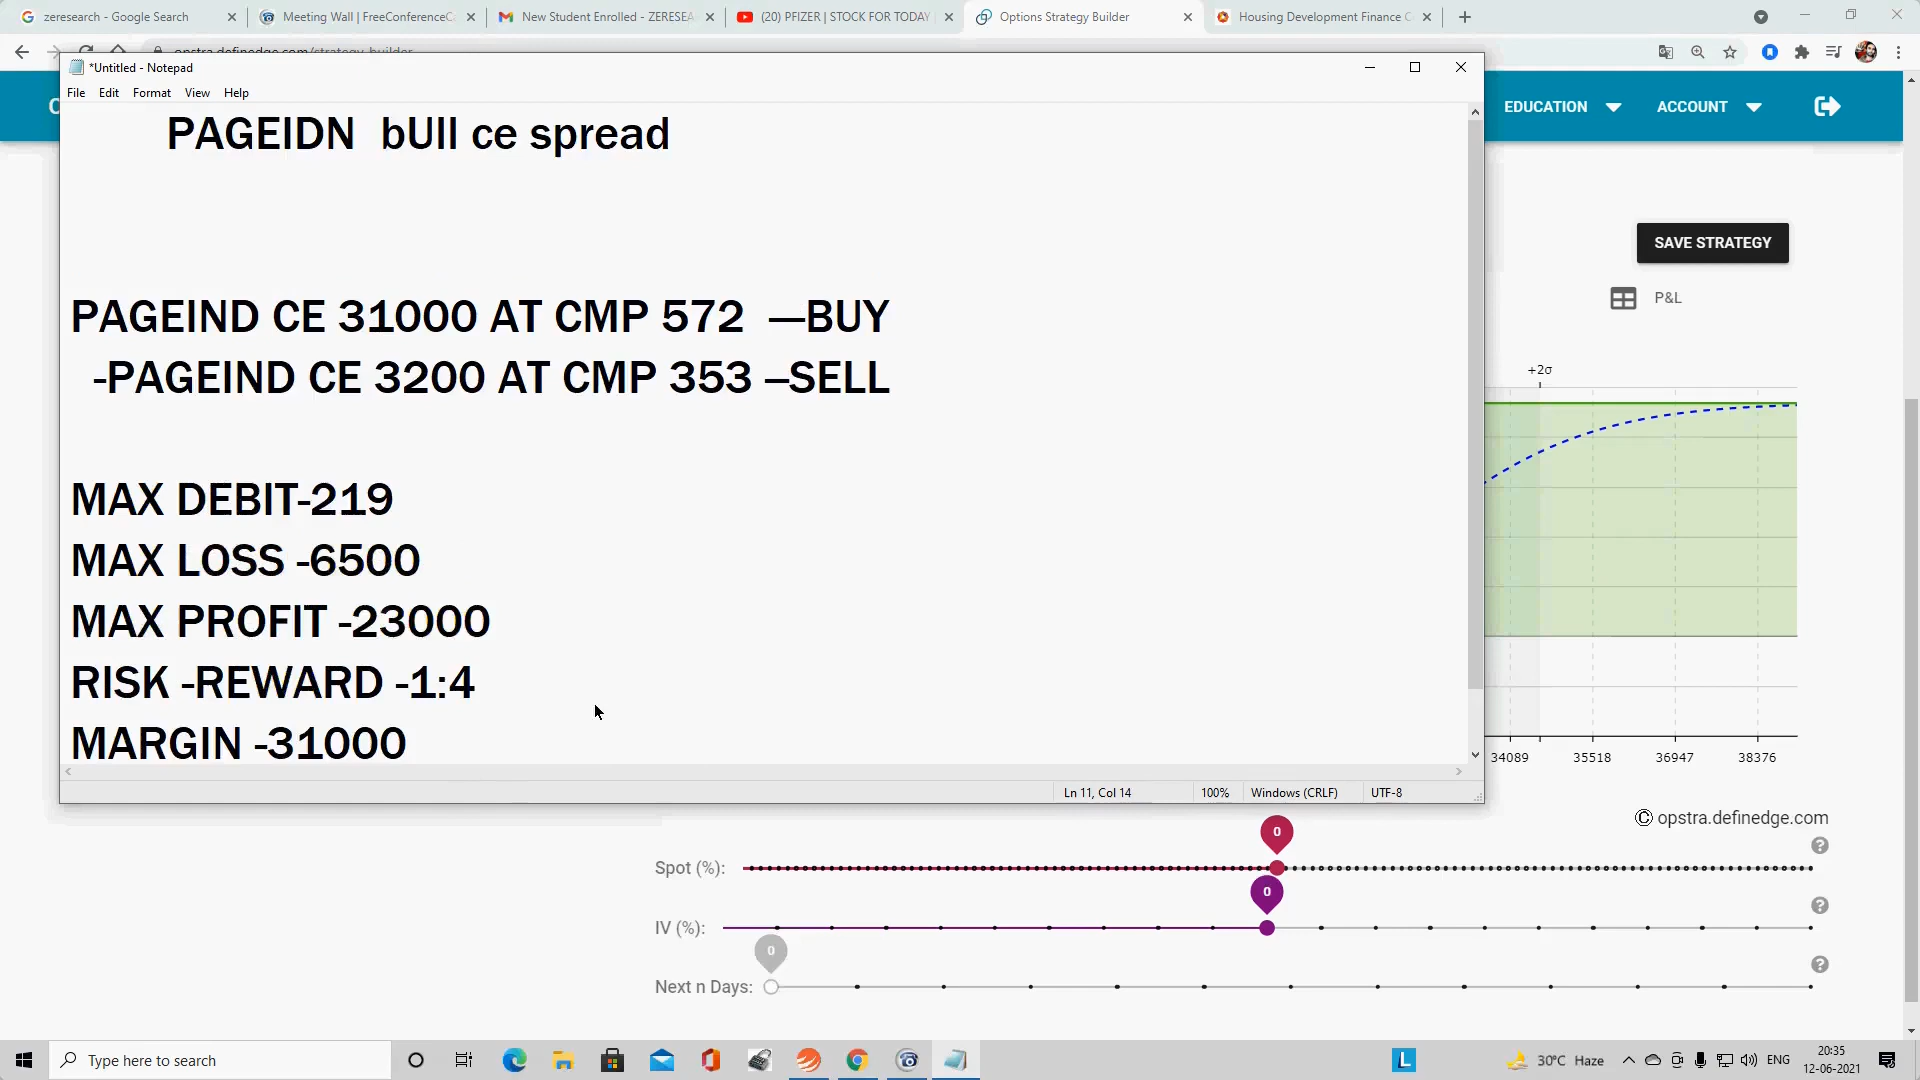 zeresearch - Google Search
Meeting Wall | FreeConferenceC
New Student Enrolled - ZERESEA
(20) PFIZER | STOCK FOR TODAY
Options Strategy Builder
Housing Development Finance C
opstra.definedge.com/strategy-builder
*Untitled - Notepad
File Edit Format View Help
EDUCATION
ACCOUNT
PAGEIDN  bUll ce spread
PAGEIND CE 31000 AT CMP 572  —BUY
-PAGEIND CE 3200 AT CMP 353 –SELL
MAX DEBIT-219
MAX LOSS -6500
MAX PROFIT -23000
RISK -REWARD -1:4
MARGIN -31000
SAVE STRATEGY
P&L
+2σ
34089 35518 36947 38376
Ln 11, Col 14 100% Windows (CRLF) UTF-8
© opstra.definedge.com
0
Spot (%):
0
IV (%):
0
Next n Days:
Type here to search
30°C Haze
ENG
20:35
12-06-2021